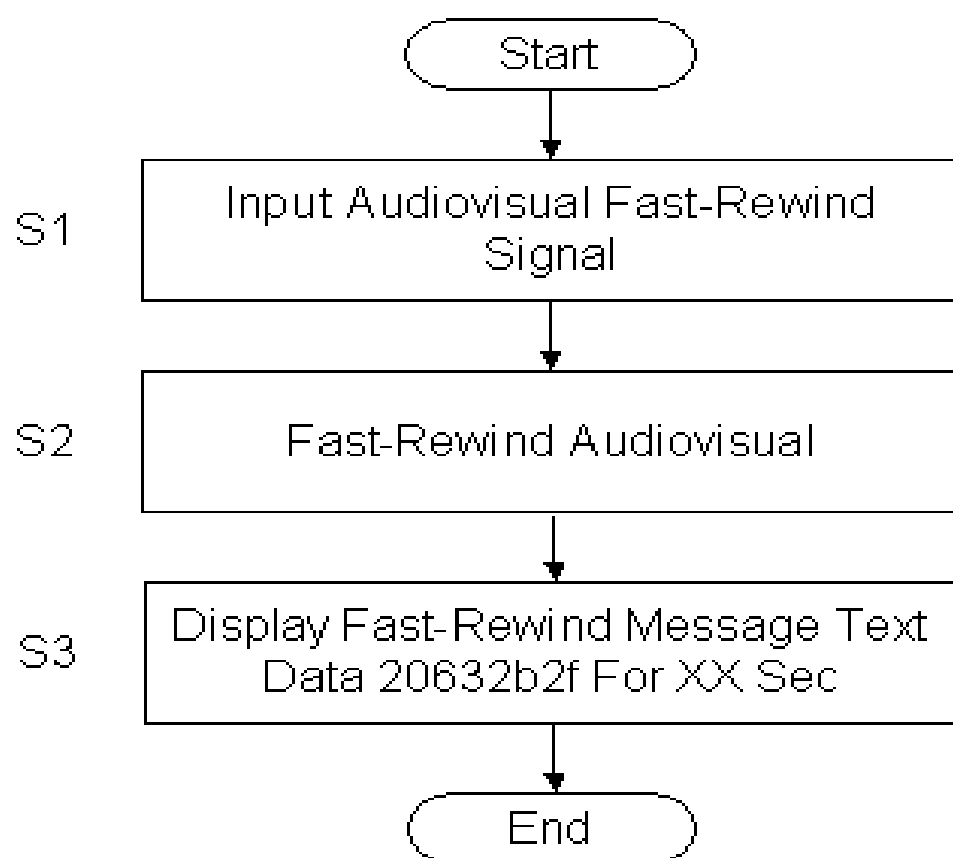 Start
S1
Input Audiovisual Fast-Rewind
Signal
S2
Fast-Rewind Audiovisual
S3
Display Fast-Rewind Message Text
Data 20632b2f For XX Sec
End